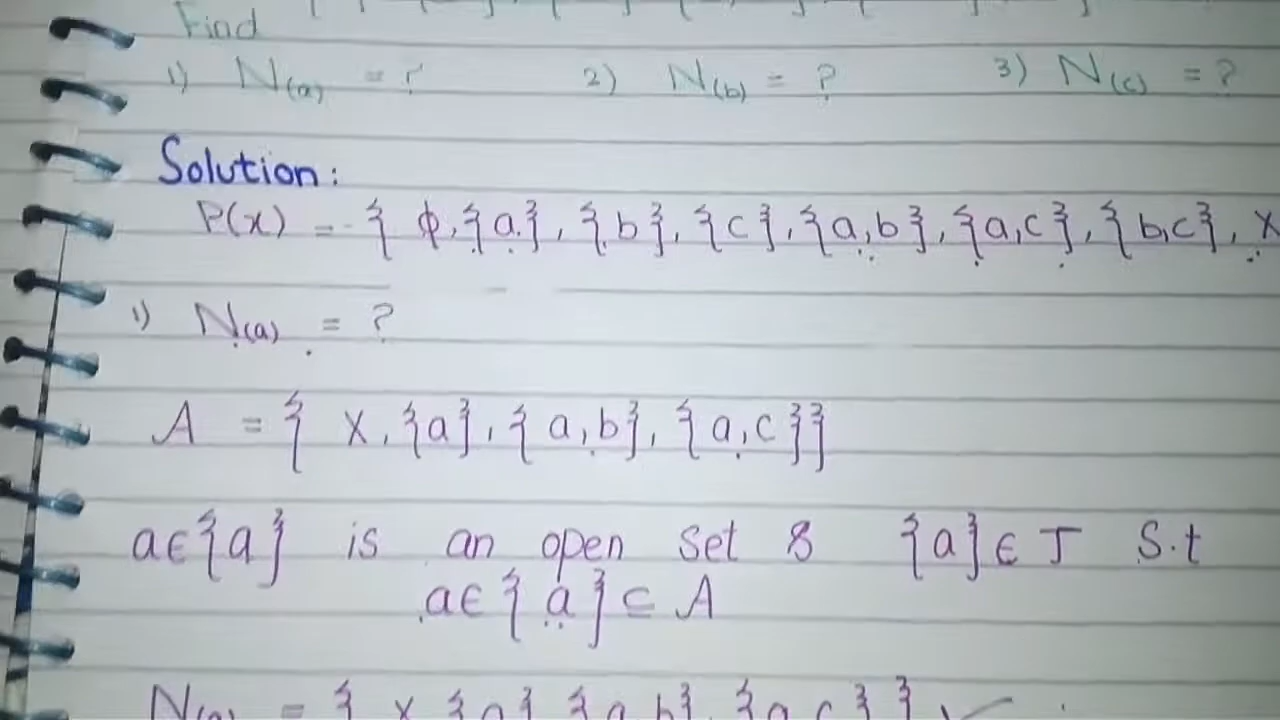 Find
1) N(a) = ? 2) N(b) = ? 3) N(c) = ?
Solution:
P(x) = { ϕ, {a}, {b}, {c}, {a,b}, {a,c}, {b,c}, X
1) N(a) = ?
A = { X, {a}, {a,b}, {a,c}}
a∈{a} is an open set & {a}∈T S.t
a∈{a}⊂A
N(a) = { X {a} {a b}, {a c} } ✓